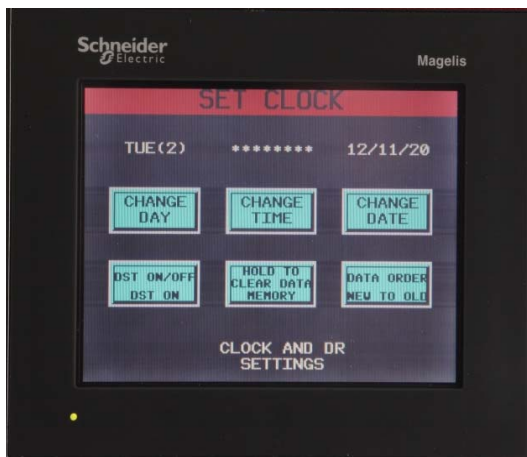 Schneider
Electric
Magelis
SET CLOCK
TUE(2) ******** 12/11/20
CHANGE
DAY
CHANGE
TIME
CHANGE
DATE
DST ON/OFF
DST ON
HOLD TO
CLEAR DATA
MEMORY
DATA ORDER
NEW TO OLD
CLOCK AND DR
SETTINGS